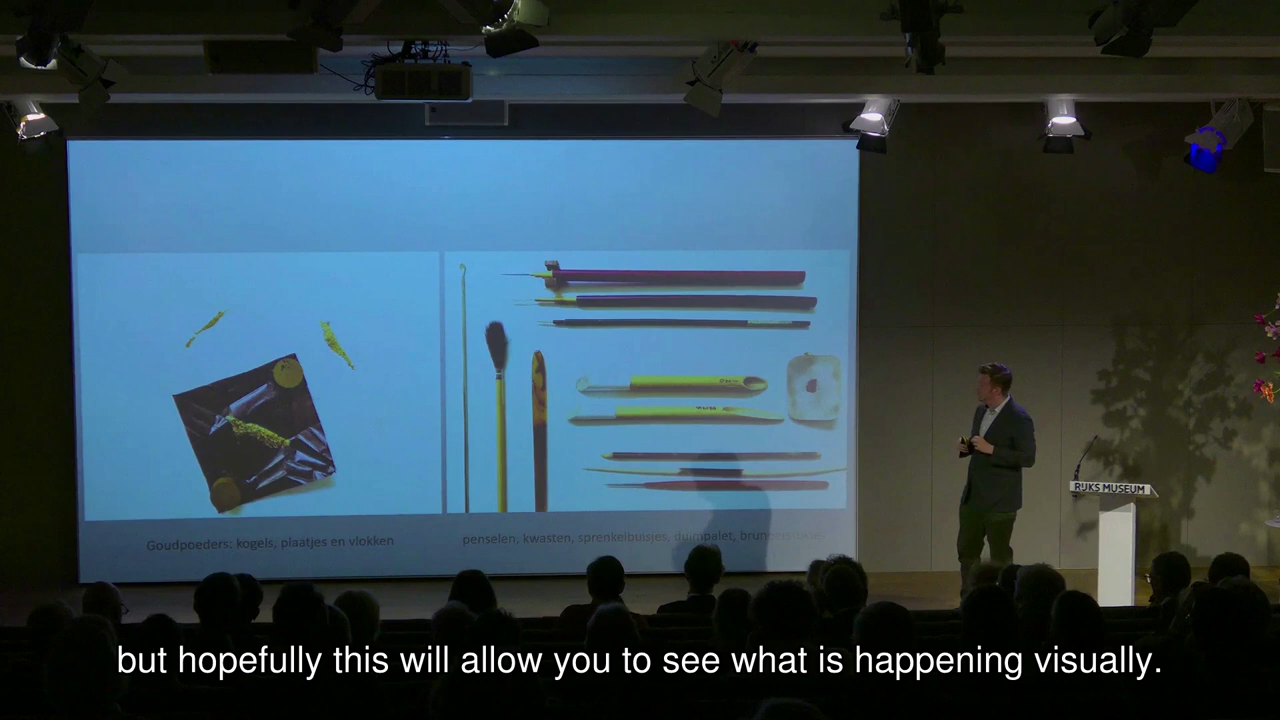 Goudpoeders: kogels, plaatjes en vlokken
penselen, kwasten, sprenkelbuisjes, duimpalet,
RIJKS MUSEUM
but hopefully this will allow you to see what is happening visually.